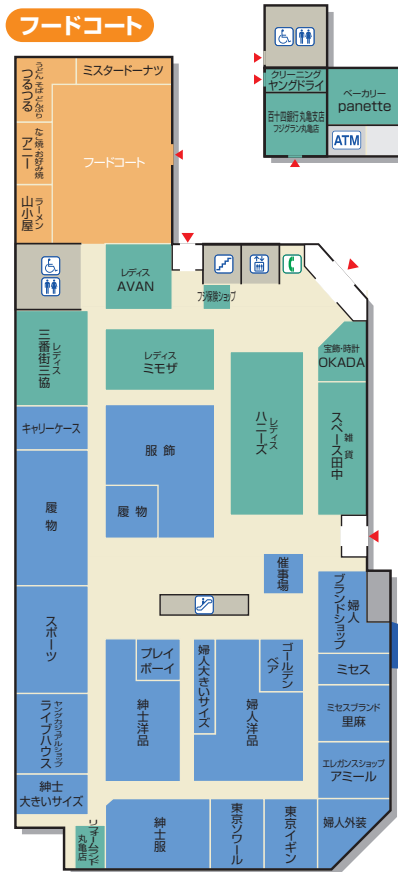 フードコート
うどん そば てんぷら
つるつる
ミスタードーナツ
たこ焼 お好み焼
アニー
フードコート
ラーメン
山小屋
クリーニング
ヤングドライ
ベーカリー
panette
百十四銀行 丸亀支店
フジグラン丸亀店
ATM
レディス
AVAN
フジ保険ショップ
レディス
三番街三協
レディス
ミモザ
レディス
ハニーズ
宝飾・時計
OKADA
雑貨
スペース田中
キャリーケース
服飾
履物
履物
催事場
スポーツ
婦人
ブランドショップ
プレイ
ボーイ
紳士洋品
婦人大きいサイズ
ゴールデン
ベア
婦人洋品
ミセス
ミセスブランド
里麻
ヤングカジュアルショップ
ライブハウス
エレガンスショップ
アミール
紳士
大きいサイズ
リフォームランド
丸亀店
紳士服
東京ソワール
東京イギン
婦人外装